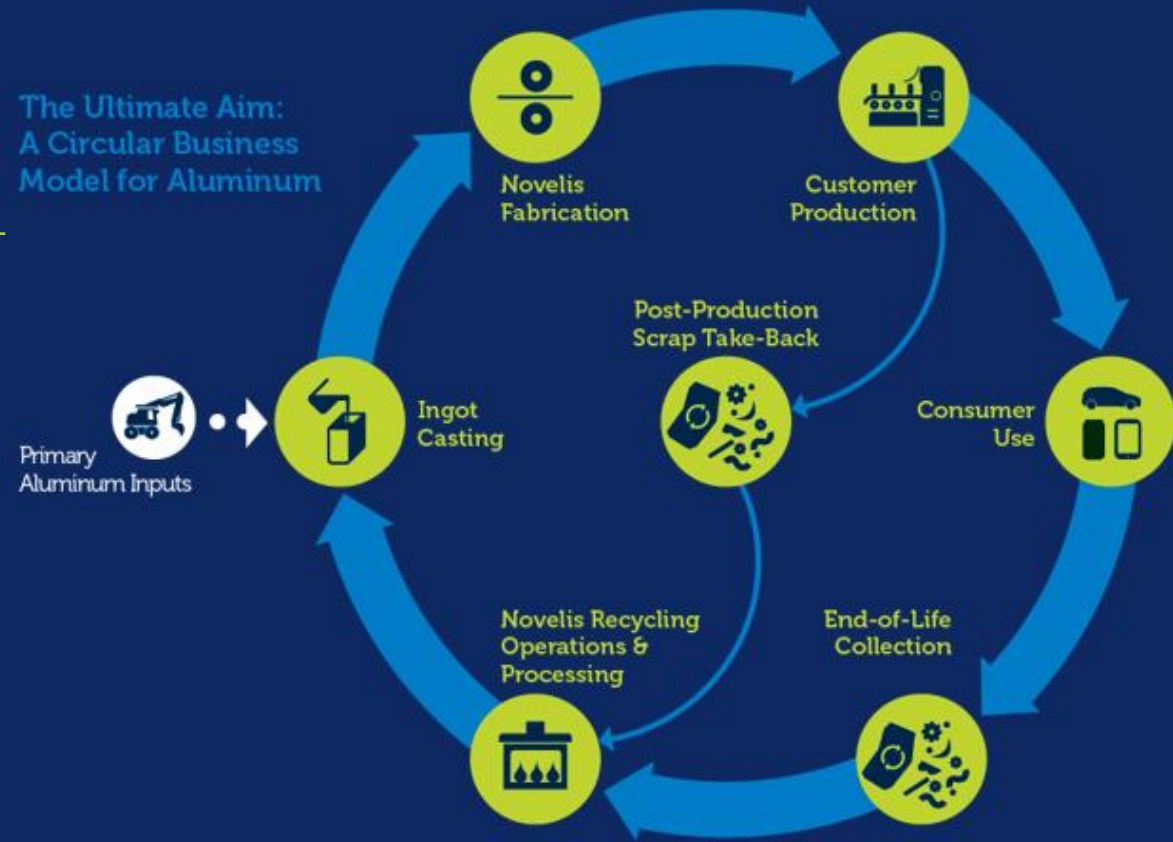 The Ultimate Aim:
A Circular Business
Model for Aluminum
Novelis
Fabrication
Customer
Production
Post-Production
Scrap Take-Back
Ingot
Casting
Consumer
Use
Primary
Aluminum Inputs
Novelis Recycling
Operations &
Processing
End-of-Life
Collection